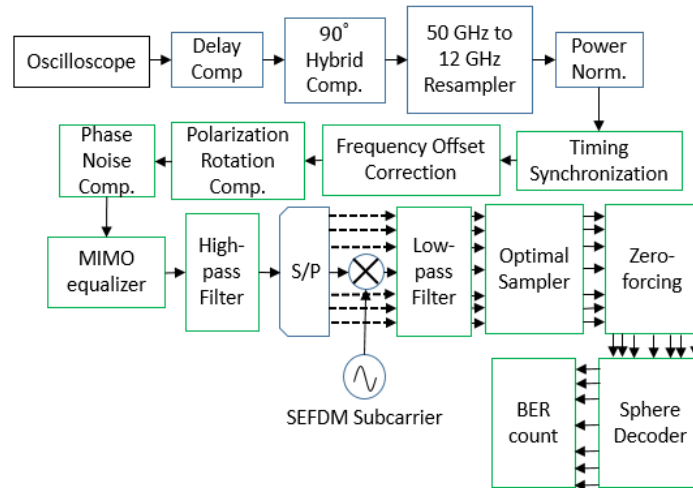 Oscilloscope
Delay
Comp
90° 
Hybrid
Comp.
50 GHz to
12 GHz
Resampler
Power
Norm.
Phase
Noise
Comp.
Polarization
Rotation
Comp.
Frequency Offset
Correction
Timing
Synchronization
MIMO
equalizer
High-
pass
Filter
S/P
Low-
pass
Filter
Optimal
Sampler
Zero-
forcing
SEFDM Subcarrier
BER
count
Sphere
Decoder